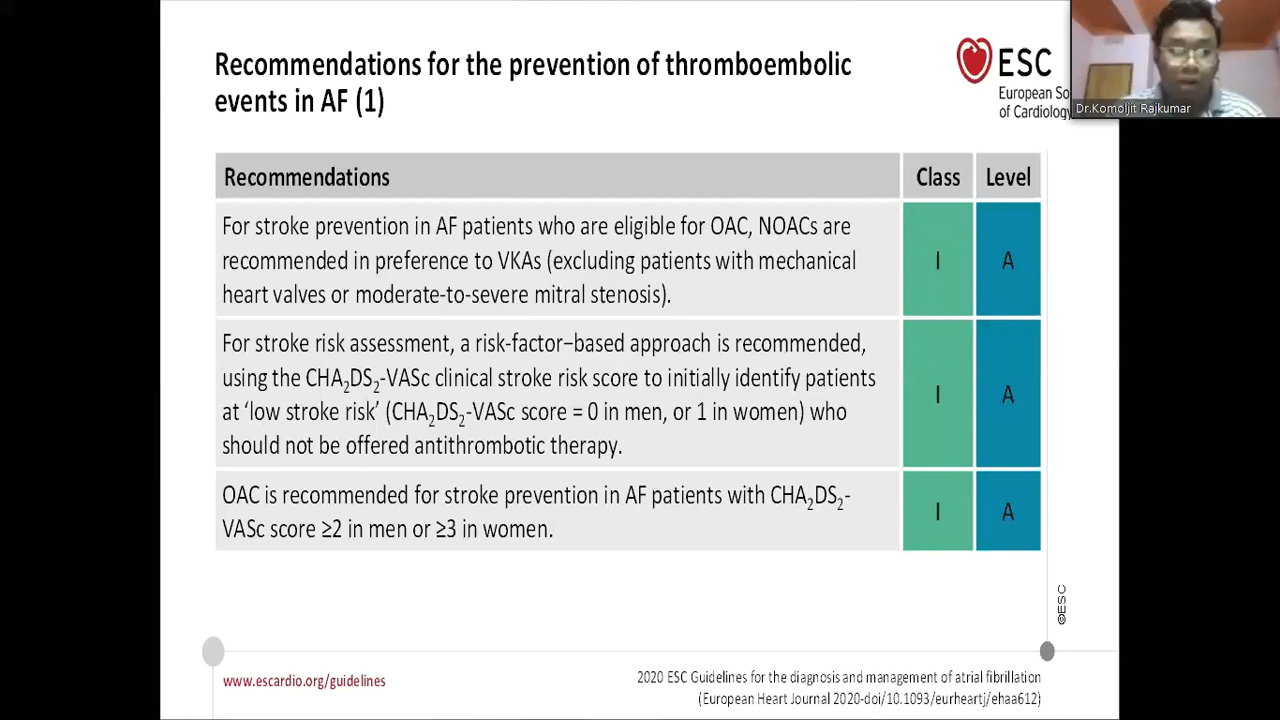 Recommendations for the prevention of thromboembolic
events in AF (1)
ESC
European So
of Cardiology
Dr.Komoljit Rajkumar
Recommendations Class Level
For stroke prevention in AF patients who are eligible for OAC, NOACs are
recommended in preference to VKAs (excluding patients with mechanical
heart valves or moderate-to-severe mitral stenosis).
I A
For stroke risk assessment, a risk-factor–based approach is recommended,
using the CHA₂DS₂-VASc clinical stroke risk score to initially identify patients
at ‘low stroke risk’ (CHA₂DS₂-VASc score = 0 in men, or 1 in women) who
should not be offered antithrombotic therapy.
I A
OAC is recommended for stroke prevention in AF patients with CHA₂DS₂-
VASc score ≥2 in men or ≥3 in women.
I A
©ESC
www.escardio.org/guidelines
2020 ESC Guidelines for the diagnosis and management of atrial fibrillation
(European Heart Journal 2020-doi/10.1093/eurheartj/ehaa612)